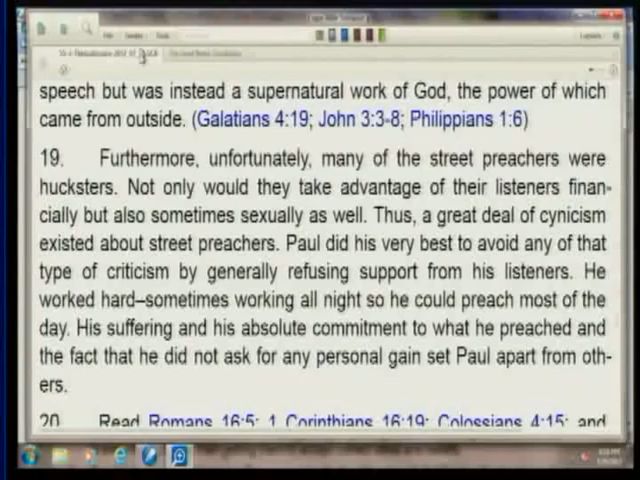 speech but was instead a supernatural work of God, the power of which
came from outside. (Galatians 4:19; John 3:3-8; Philippians 1:6)
19. Furthermore, unfortunately, many of the street preachers were
hucksters. Not only would they take advantage of their listeners finan-
cially but also sometimes sexually as well. Thus, a great deal of cynicism
existed about street preachers. Paul did his very best to avoid any of that
type of criticism by generally refusing support from his listeners. He
worked hard–sometimes working all night so he could preach most of the
day. His suffering and his absolute commitment to what he preached and
the fact that he did not ask for any personal gain set Paul apart from oth-
ers.
20. Read Romans 16:5; 1 Corinthians 16:19; Colossians 4:15; and